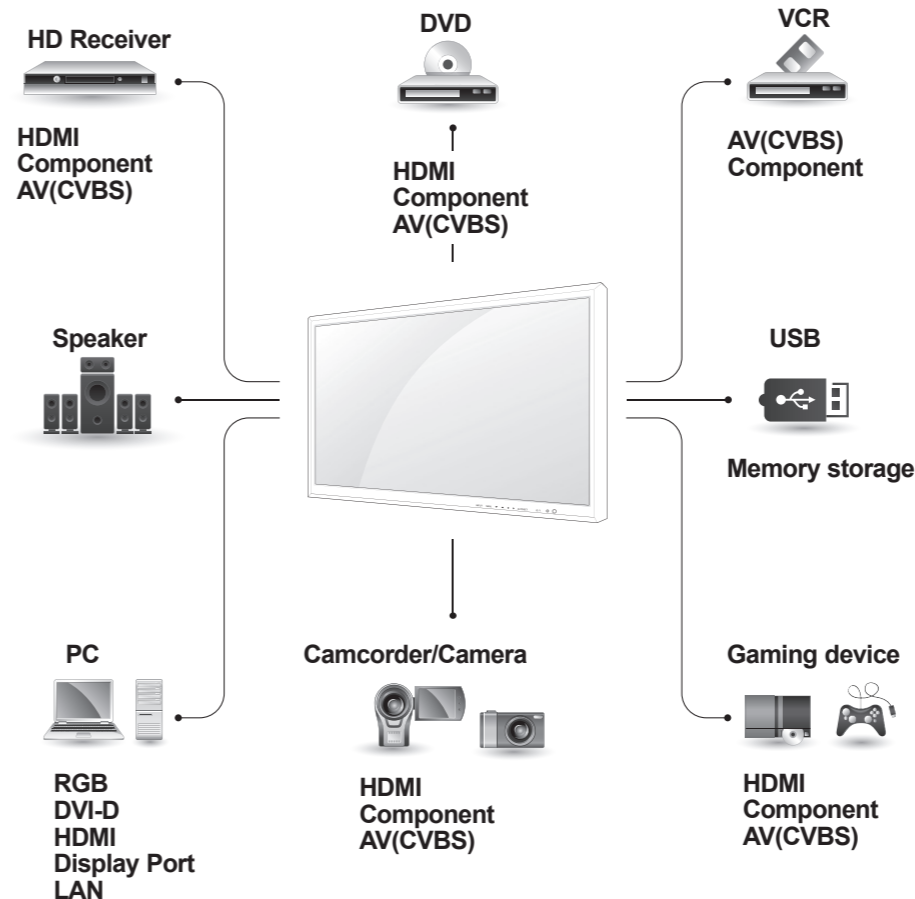 HD Receiver
HDMI
Component
AV(CVBS)
DVD
HDMI
Component
AV(CVBS)
VCR
AV(CVBS)
Component
Speaker
USB
Memory storage
PC
RGB
DVI-D
HDMI
Display Port
LAN
Camcorder/Camera
HDMI
Component
AV(CVBS)
Gaming device
HDMI
Component
AV(CVBS)